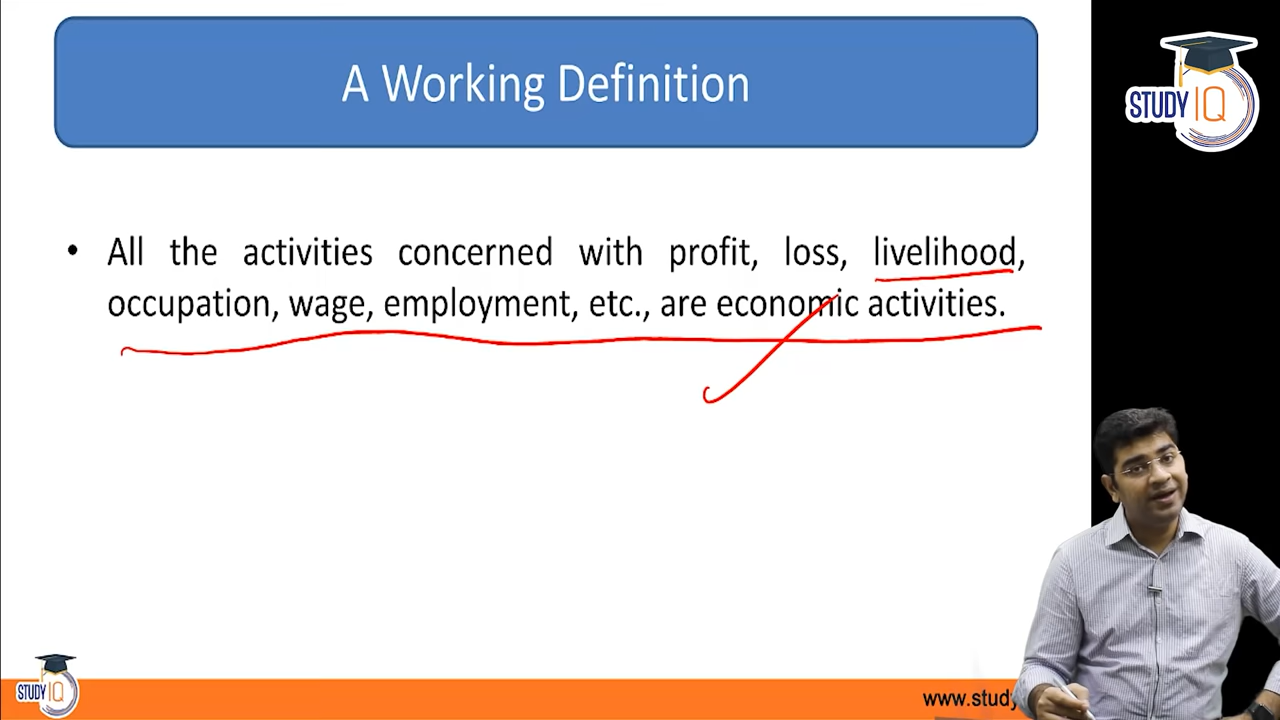 A Working Definition
STUDY IQ
• All the activities concerned with profit, loss, livelihood,
occupation, wage, employment, etc., are economic activities.
STUDY IQ
www.study